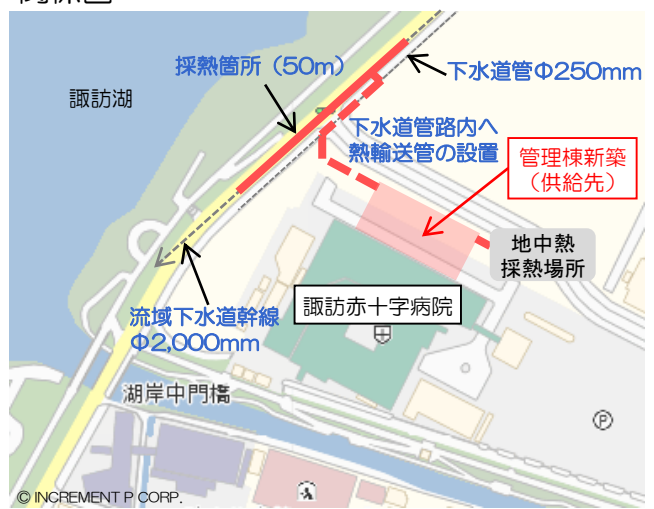 採熱箇所（50m）
下水道管Φ250mm
諏訪湖
下水道管路内へ
熱輸送管の設置
管理棟新築
（供給先）
地中熱
採熱場所
諏訪赤十字病院
流域下水道幹線
Φ2,000mm
湖岸中門橋
P
© INCREMENT P CORP.